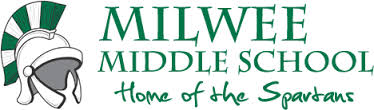 MILWEE
MIDDLE SCHOOL
Home of the Spartans